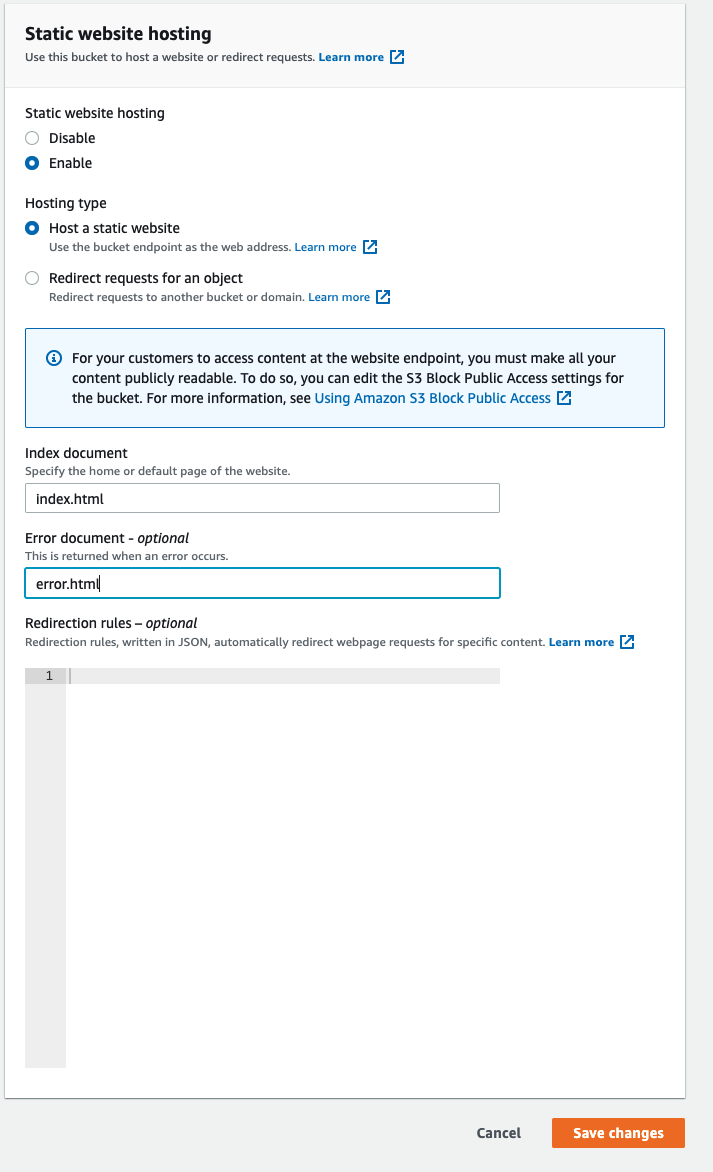 Static website hosting
Use this bucket to host a website or redirect requests. Learn more
Static website hosting
Disable
Enable
Hosting type
Host a static website
Use the bucket endpoint as the web address. Learn more
Redirect requests for an object
Redirect requests to another bucket or domain. Learn more
For your customers to access content at the website endpoint, you must make all your
content publicly readable. To do so, you can edit the S3 Block Public Access settings for
the bucket. For more information, see Using Amazon S3 Block Public Access
Index document
Specify the home or default page of the website.
index.html
Error document - optional
This is returned when an error occurs.
error.html
Redirection rules – optional
Redirection rules, written in JSON, automatically redirect webpage requests for specific content. Learn more
1
Cancel Save changes